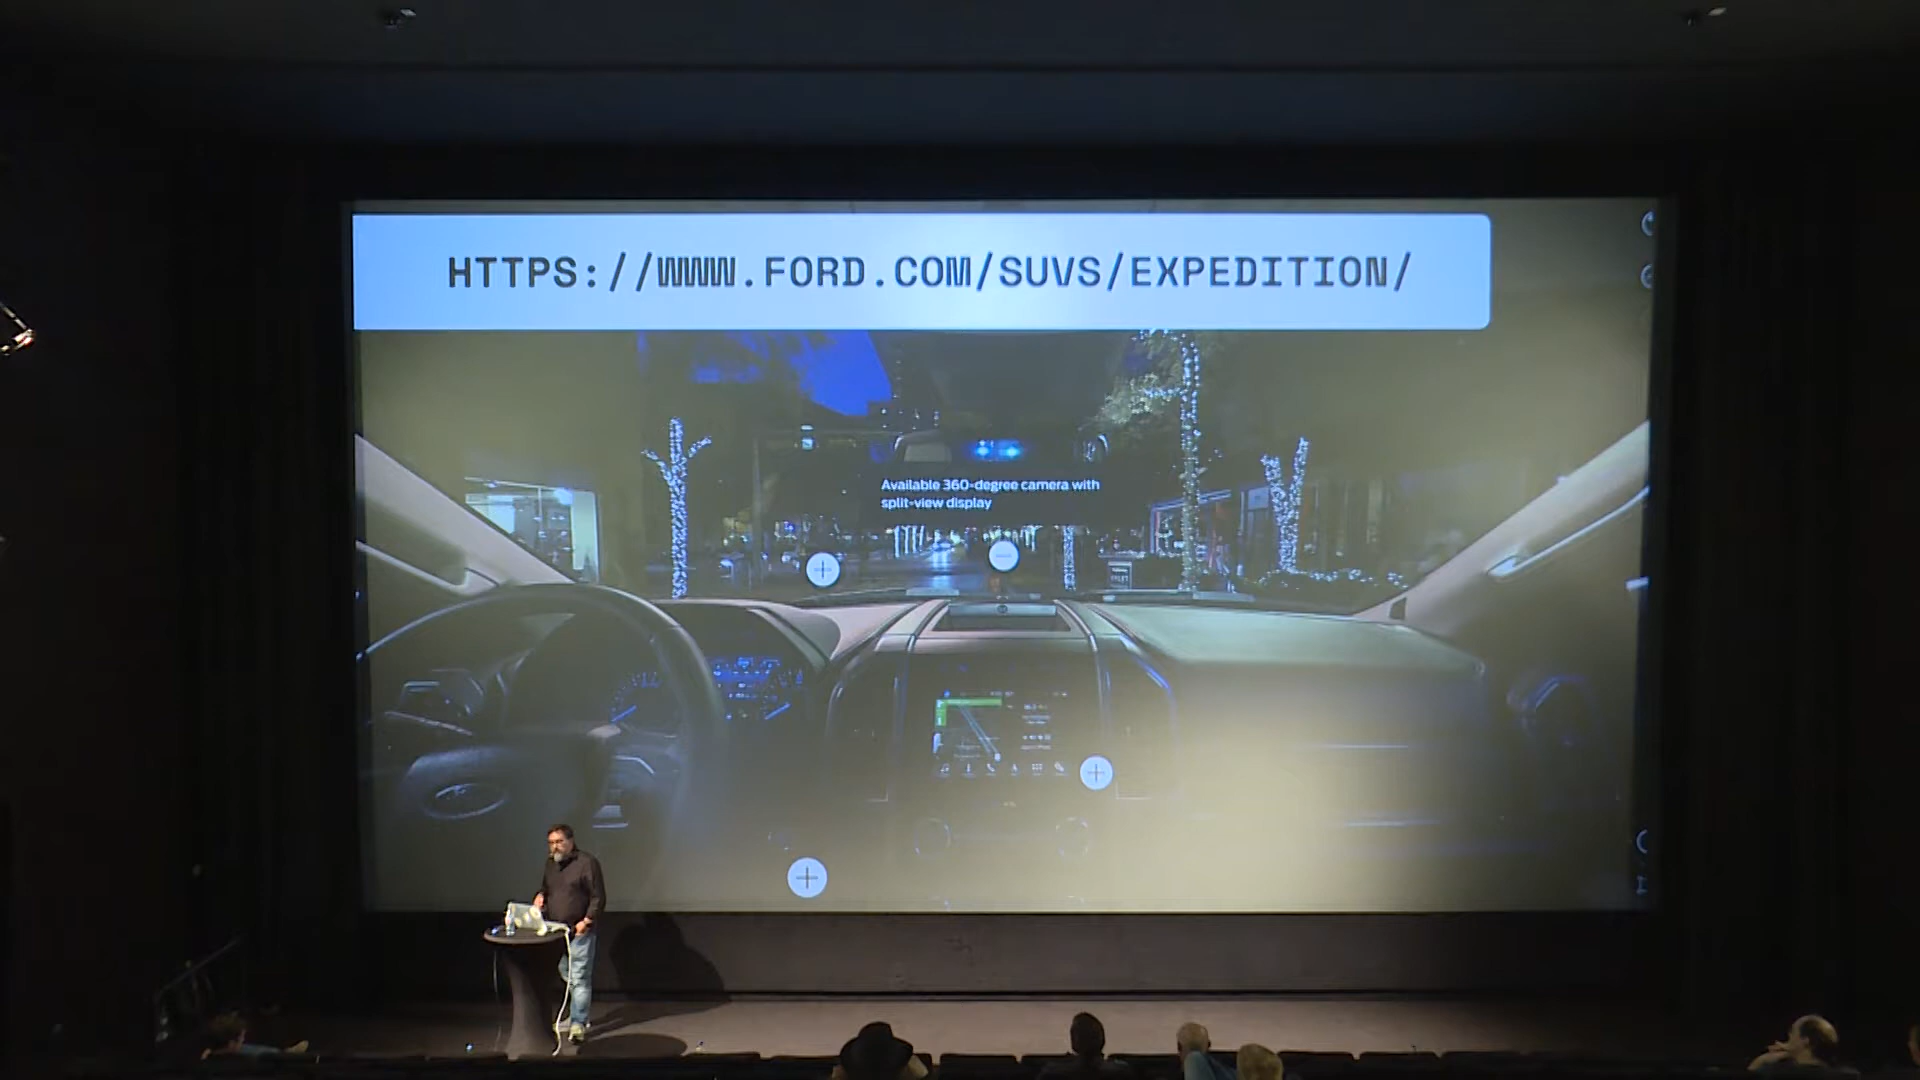 HTTPS://WWW.FORD.COM/SUVS/EXPEDITION/
Available 360-degree camera with
split-view display